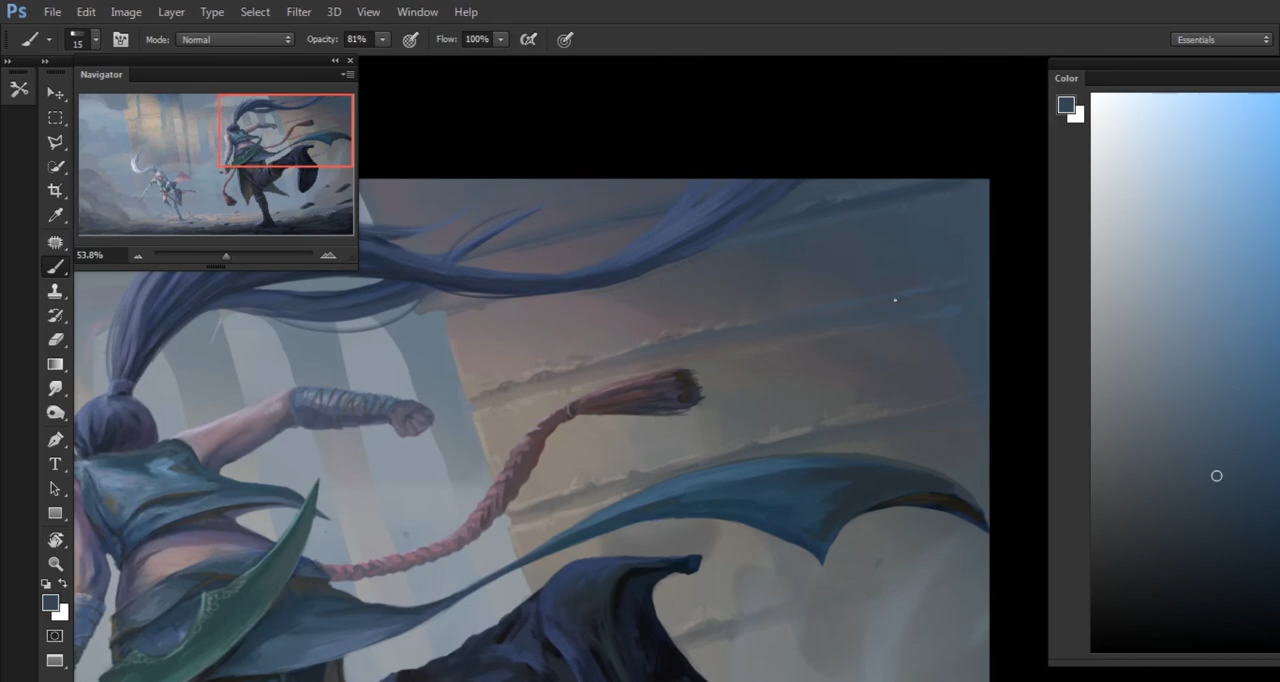 Ps File Edit Image Layer Type Select Filter 3D View Window Help
15 Mode: Normal Opacity: 81% Flow: 100% Essentials
Navigator
Color
53.8%
T